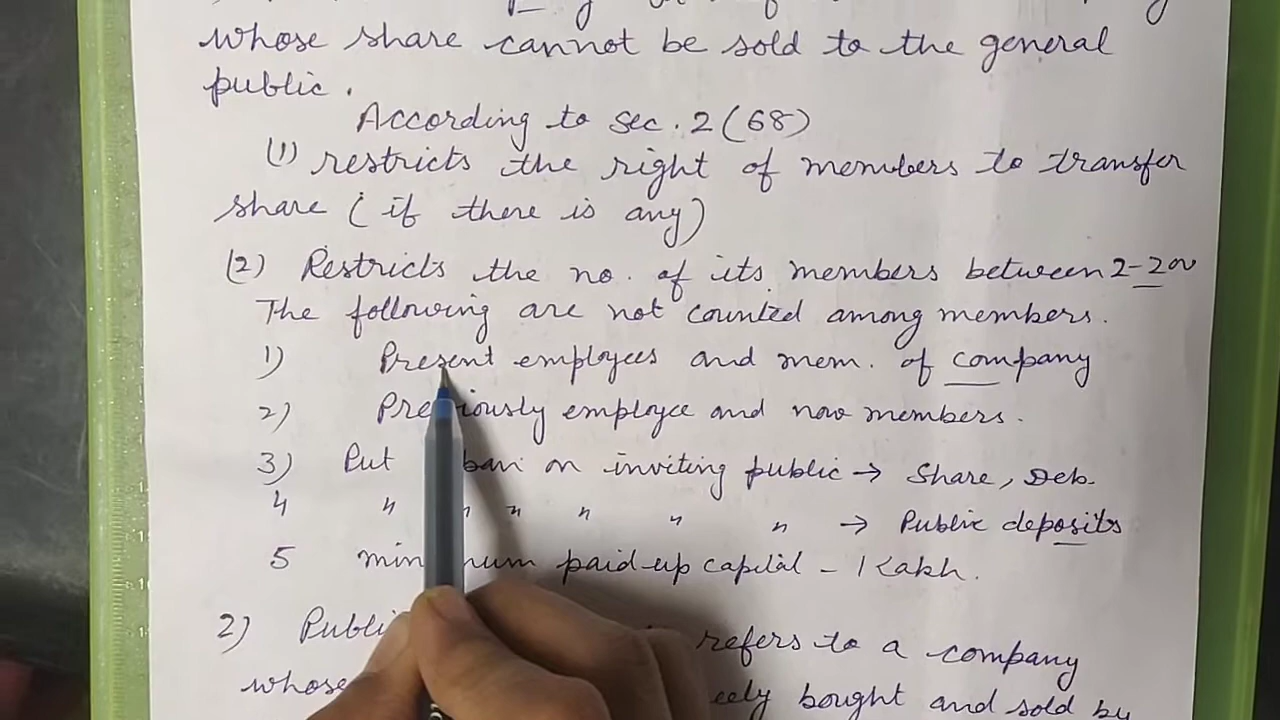 whose share cannot be sold to the general
public.
According to sec. 2(68)
(1) restricts the right of members to transfer
share (if there is any)
(2) Restricts the no. of its members between 2-200
The following are not counted among members.
1) Present employees and mem. of company
2) Previously employee and now members.
3) Put ban on inviting public → Share, Deb.
4 " " " " " " → Public deposits
5 minimum paid-up capital - 1 Lakh.
2) Public refers to a company
whose bought and sold by